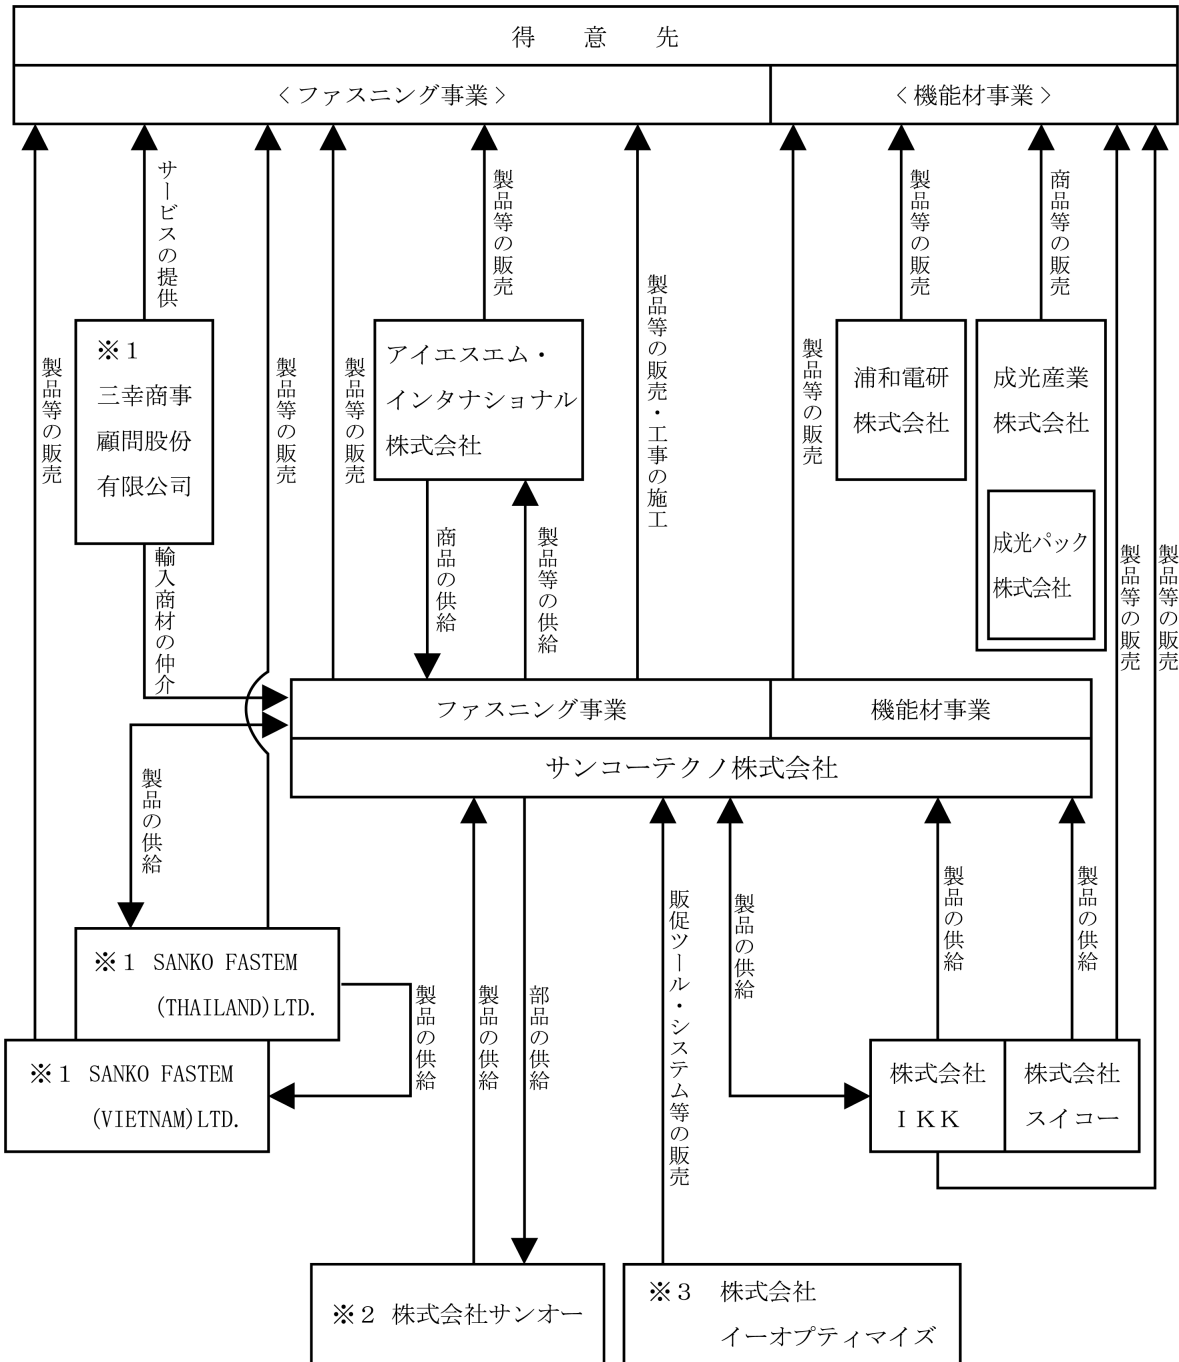 得　意　先
＜ファスニング事業＞
＜機能材事業＞
サービスの提供
製品等の販売
製品等の販売
商品等の販売
製品等の販売
製品等の販売
製品等の販売
製品等の販売・工事の施工
製品等の販売
※１
三幸商事
顧問股份
有限公司
アイエスエム・
インタナショナル
株式会社
浦和電研
株式会社
成光産業
株式会社
成光パック
株式会社
輸入商材の仲介
商品の供給
製品等の供給
製品等の販売
製品等の販売
ファスニング事業
機能材事業
サンコーテクノ株式会社
製品の供給
※１ SANKO FASTEM
(THAILAND)LTD.
※１ SANKO FASTEM
(VIETNAM)LTD.
製品の供給
製品の供給
部品の供給
販促ツール・システム等の販売
製品の供給
製品の供給
製品の供給
株式会社
ＩＫＫ
株式会社
スイコー
※２ 株式会社サンオー
※３ 株式会社
イーオプティマイズ